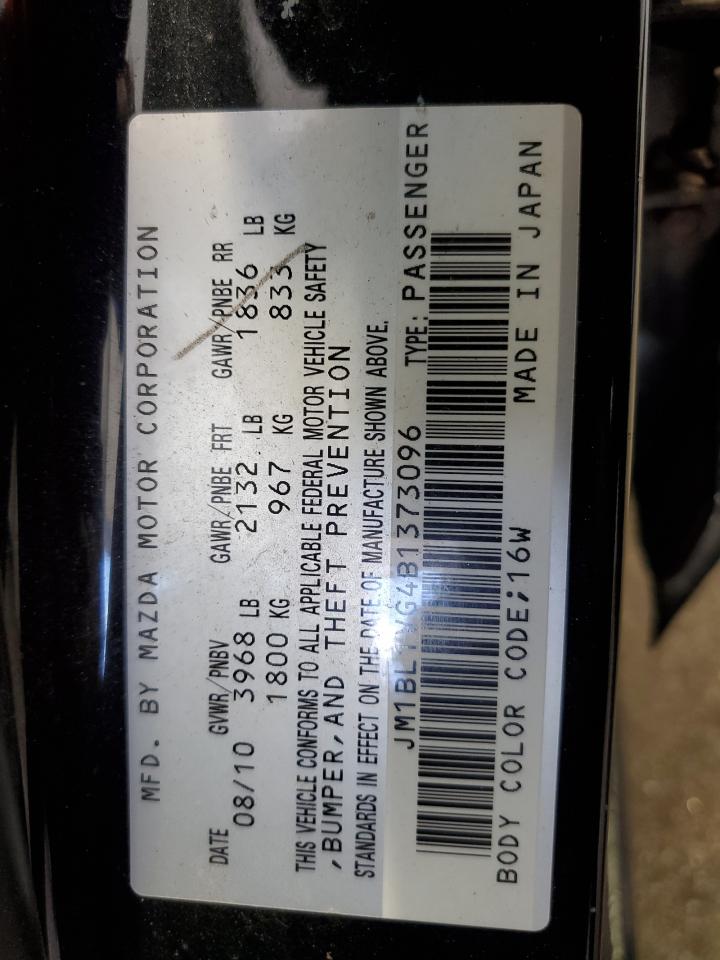 MFD. BY MAZDA MOTOR CORPORATION
DATE GVWR/PNBV GAWR/PNBE FRT GAWR/PNBE RR
08/10 3968 LB 2132 LB 1836 LB
1800 KG 967 KG 833 KG
THIS VEHICLE CONFORMS TO ALL APPLICABLE FEDERAL MOTOR VEHICLE SAFETY
,BUMPER,AND THEFT PREVENTION
STANDARDS IN EFFECT ON THE DATE OF MANUFACTURE SHOWN ABOVE.
JM1BL1VG4B1373096 TYPE: PASSENGER
BODY COLOR CODE;16W MADE IN JAPAN